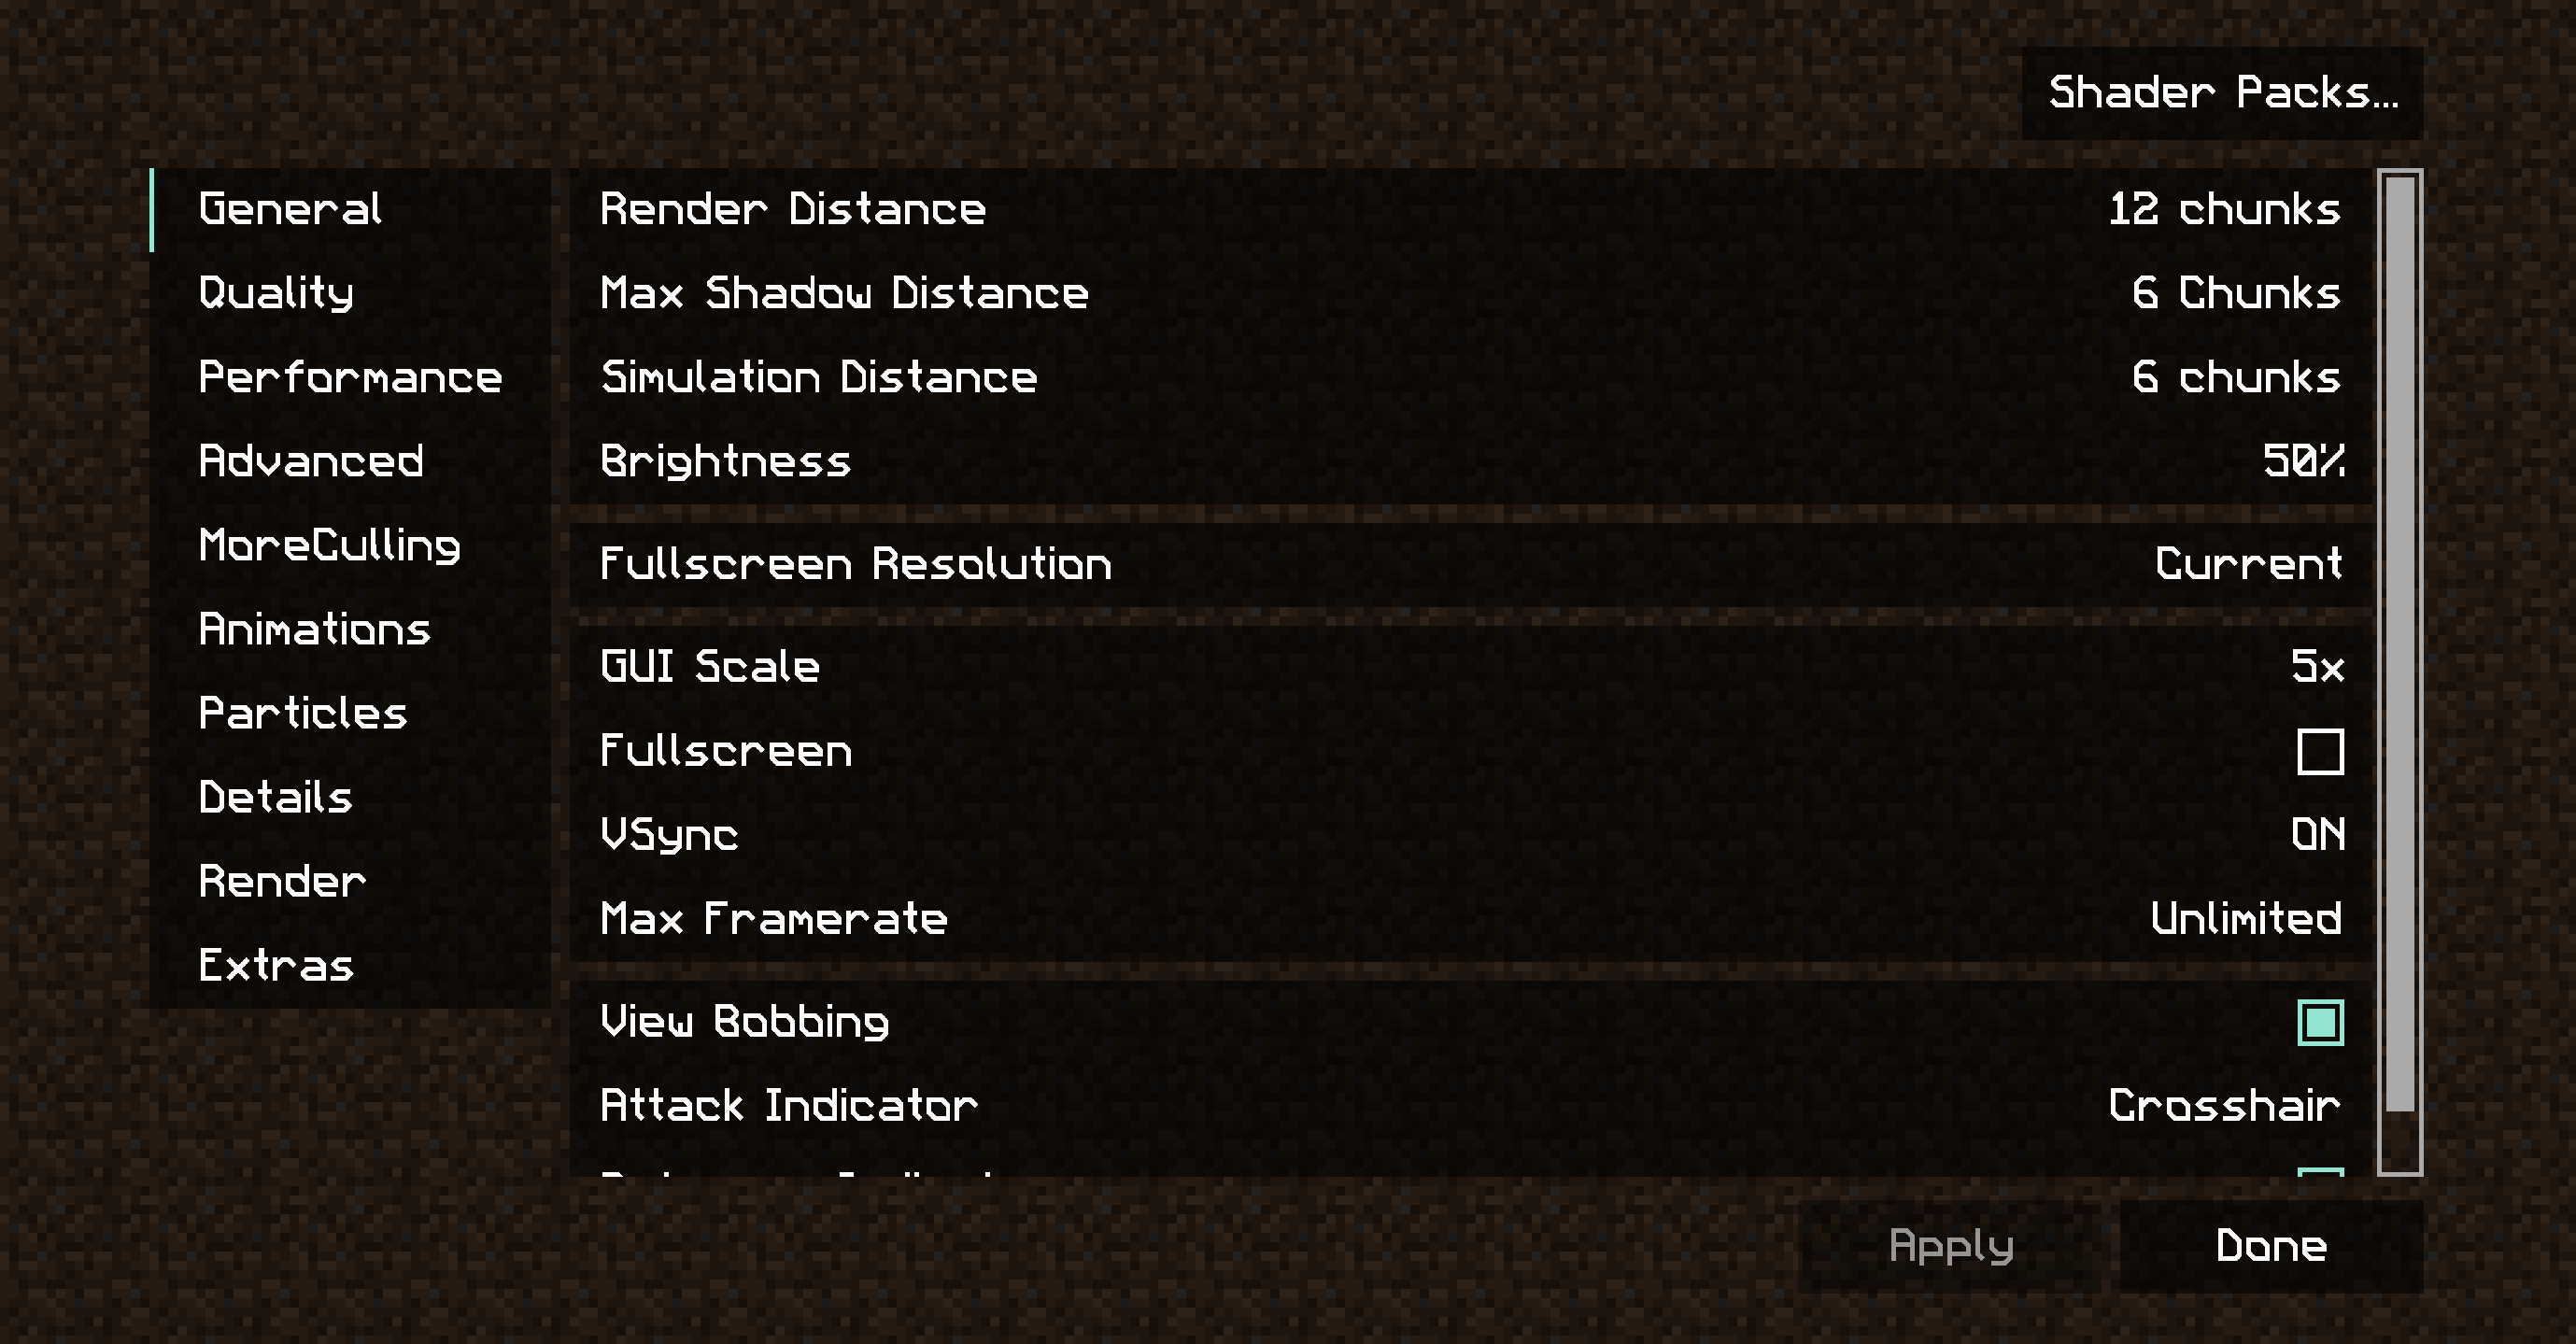 Shader Packs...
General
Quality
Performance
Advanced
MoreCulling
Animations
Particles
Details
Render
Extras
Render Distance 12 chunks
Max Shadow Distance 6 Chunks
Simulation Distance 6 chunks
Brightness 50%
Fullscreen Resolution Current
GUI Scale 5x
Fullscreen
VSync ON
Max Framerate Unlimited
View Bobbing
Attack Indicator Crosshair
Apply Done